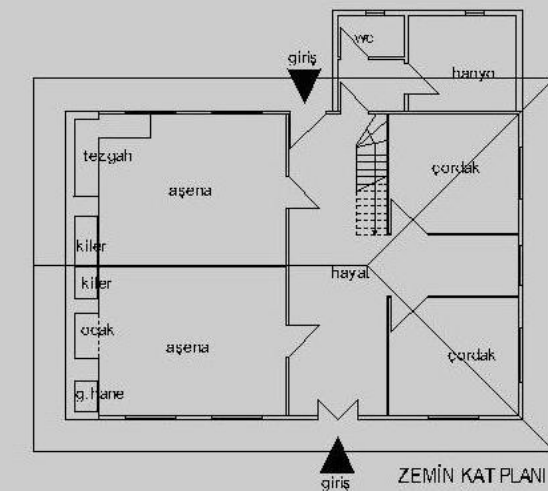 wc
giriş
banyo
tezgah
çordak
aşena
kiler
hayat
kiler
ocak
aşena
çordak
g.hane
ZEMİN KAT PLANI
giriş